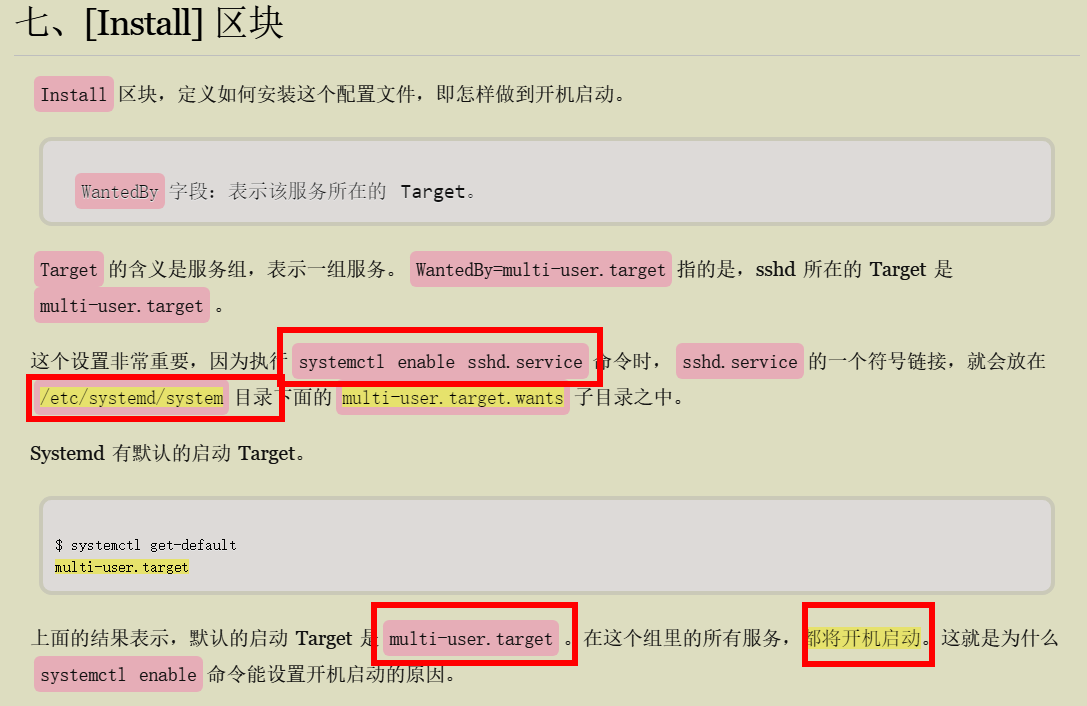 七、[Install] 区块
Install 区块，定义如何安装这个配置文件，即怎样做到开机启动。
WantedBy 字段：表示该服务所在的 Target。
Target 的含义是服务组，表示一组服务。 WantedBy=multi-user.target 指的是，sshd 所在的 Target 是
multi-user.target 。
这个设置非常重要，因为执行 systemctl enable sshd.service 命令时， sshd.service 的一个符号链接，就会放在
/etc/systemd/system 目录下面的 multi-user.target.wants 子目录之中。
Systemd 有默认的启动 Target。
$ systemctl get-default
multi-user.target
上面的结果表示，默认的启动 Target 是 multi-user.target 。在这个组里的所有服务，都将开机启动。这就是为什么
systemctl enable 命令能设置开机启动的原因。